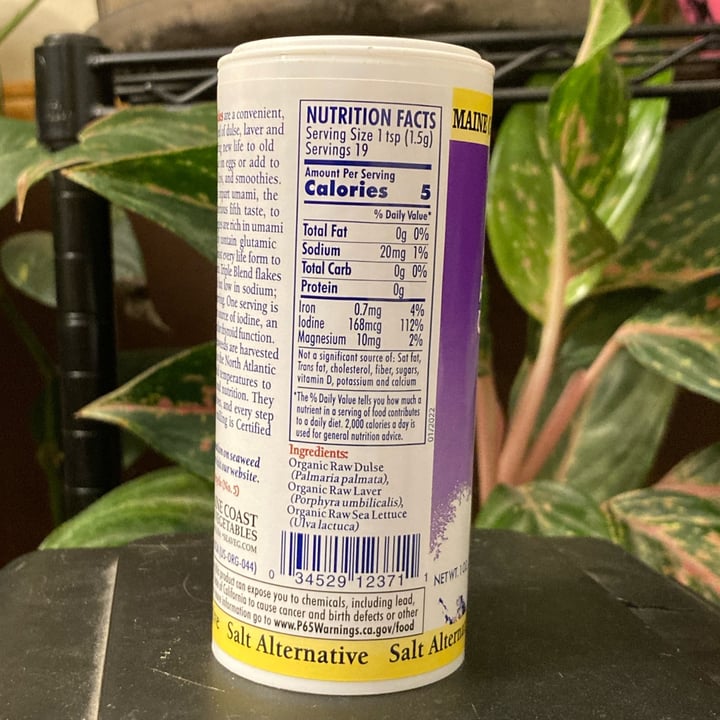 are a convenient,
of dulse, laver and
new life to old
on eggs or add to
and smoothies.
umami, the
fifth taste, to
are rich in umami
contain glutamic
every life form to
Triple Blend flakes
low in sodium;
One serving is
of iodine, an
thyroid function.
are harvested
the North Atlantic
temperatures to
nutrition. They
and every step
is Certified
on seaweed
our website.
COAST
VEGETABLES
NUTRITION FACTS
Serving Size 1 tsp (1.5g)
Servings 19
Amount Per Serving
Calories 5
% Daily Value*
Total Fat 0g 0%
Sodium 20mg 1%
Total Carb 0g 0%
Protein 0g
Iron 0.7mg 4%
Iodine 168mcg 112%
Magnesium 10mg 2%
Not a significant source of: Sat fat,
Trans fat, cholesterol, fiber, sugars,
vitamin D, potassium and calcium
*The % Daily Value tells you how much a
nutrient in a serving of food contributes
to a daily diet. 2,000 calories a day is
used for general nutrition advice.
01/2022
Ingredients:
Organic Raw Dulse
(Palmaria palmata),
Organic Raw Laver
(Porphyra umbilicalis),
Organic Raw Sea Lettuce
(Ulva lactuca)
0 34529 12371 1
product can expose you to chemicals, including lead,
of California to cause cancer and birth defects or other
information go to www.P65Warnings.ca.gov/food
Salt Alternative Salt
MAINE
NET WT. 1